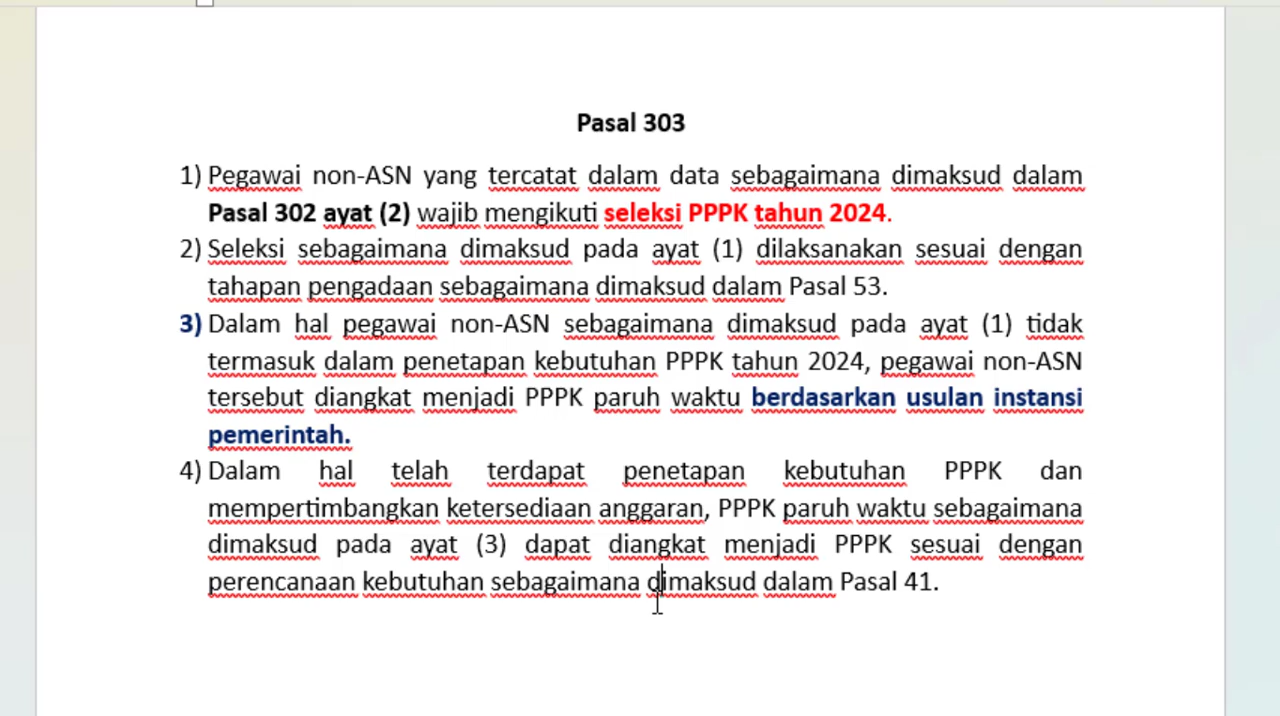 Pasal 303
1) Pegawai non-ASN yang tercatat dalam data sebagaimana dimaksud dalam
Pasal 302 ayat (2) wajib mengikuti seleksi PPPK tahun 2024.
2) Seleksi sebagaimana dimaksud pada ayat (1) dilaksanakan sesuai dengan
tahapan pengadaan sebagaimana dimaksud dalam Pasal 53.
3) Dalam hal pegawai non-ASN sebagaimana dimaksud pada ayat (1) tidak
termasuk dalam penetapan kebutuhan PPPK tahun 2024, pegawai non-ASN
tersebut diangkat menjadi PPPK paruh waktu berdasarkan usulan instansi
pemerintah.
4) Dalam hal telah terdapat penetapan kebutuhan PPPK dan
mempertimbangkan ketersediaan anggaran, PPPK paruh waktu sebagaimana
dimaksud pada ayat (3) dapat diangkat menjadi PPPK sesuai dengan
perencanaan kebutuhan sebagaimana dimaksud dalam Pasal 41.